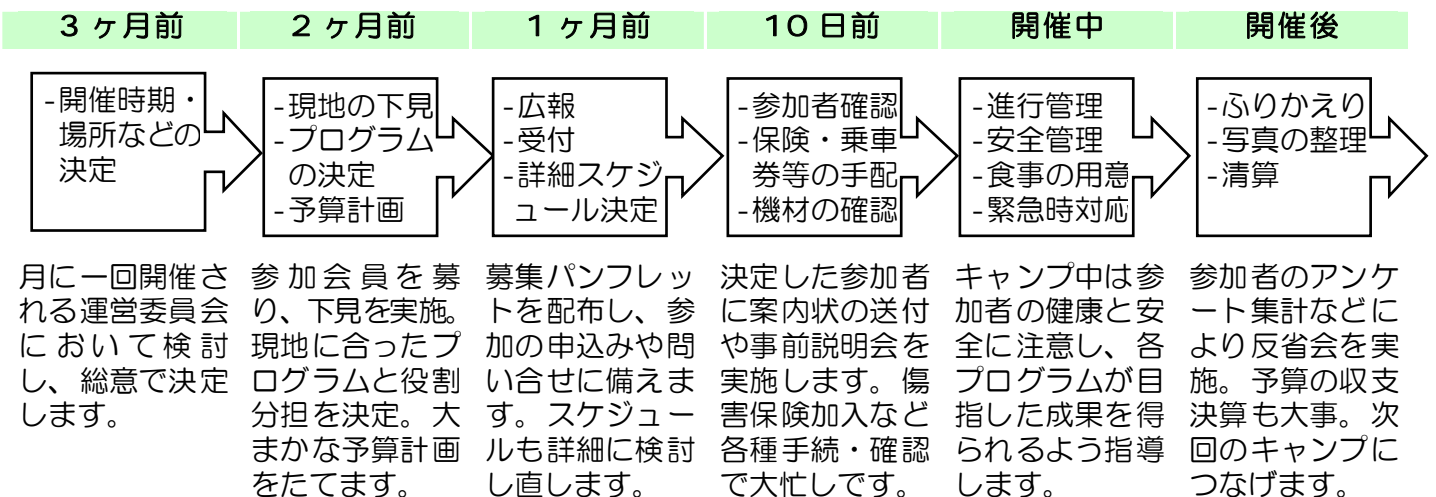 3ヶ月前
2ヶ月前
1ヶ月前
10日前
開催中
開催後
-開催時期・
場所などの
決定
-現地の下見
-プログラム
の決定
-予算計画
-広報
-受付
-詳細スケジ
ュール決定
-参加者確認
-保険・乗車
券等の手配
-機材の確認
-進行管理
-安全管理
-食事の用意
-緊急時対応
-ふりかえり
-写真の整理
-清算
月に一回開催さ
れる運営委員会
において検討
し、総意で決定
します。
参加会員を募
り、下見を実施。
現地に合ったプ
ログラムと役割
分担を決定。大
まかな予算計画
をたてます。
募集パンフレッ
トを配布し、参
加の申込みや問
い合せに備えま
す。スケジュー
ルも詳細に検討
し直します。
決定した参加者
に案内状の送付
や事前説明会を
実施します。傷
害保険加入など
各種手続・確認
で大忙しです。
キャンプ中は参
加者の健康と安
全に注意し、各
プログラムが目
指した成果を得
られるよう指導
します。
参加者のアンケ
ート集計などに
より反省会を実
施。予算の収支
決算も大事。次
回のキャンプに
つなげます。